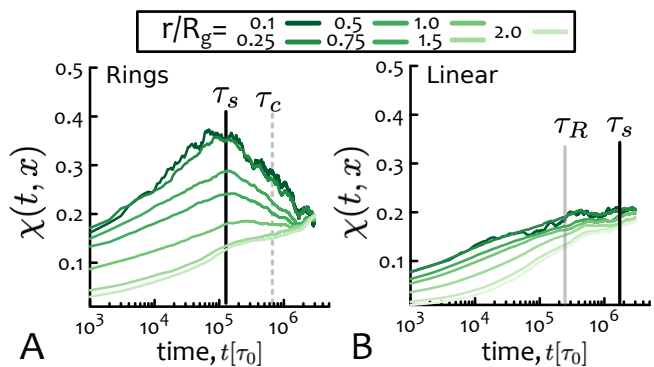 r/R_g= 0.1 0.5 1.0 2.0
0.25 0.75 1.5
0.5 Rings τ_s τ_c
0.4
0.3
0.2
0.1
χ(t, x)
10^3 10^4 10^5 10^6
time, t[τ_0]
A
0.5 Linear τ_R τ_s
0.4
0.3
0.2
0.1
χ(t, x)
10^3 10^4 10^5 10^6
time, t[τ_0]
B